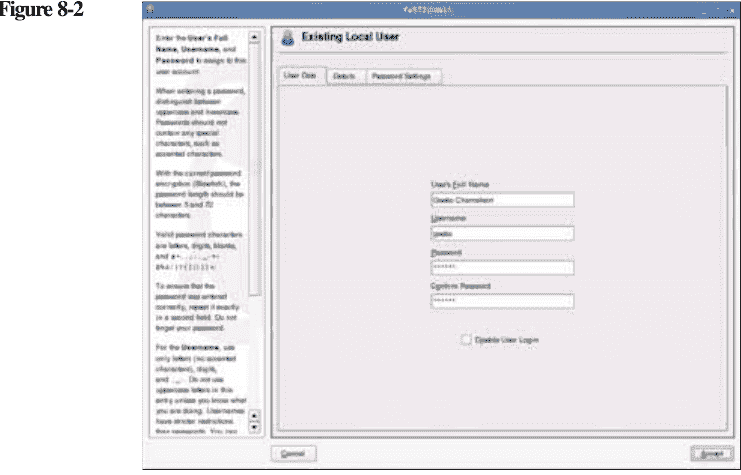 Figure 8-2
Existing Local User
Enter the User's Full
Name, Username, and
Password to assign to this
user account.
When entering a password,
distinguish between
uppercase and lowercase.
Passwords should not
contain any special
characters, such as
accented characters.
With the current password
encryption (Blowfish), the
password length should be
between 5 and 72
characters.
Valid password characters
are letters, digits, blanks,
and
To ensure that the
password was entered
correctly, repeat it exactly
in a second field. Do not
forget your password.
For the Username, use
only letters (no accented
characters), digits,
and ._-. Do not use
uppercase letters in this
entry unless you know what
you are doing. Usernames
have stricter restrictions
than passwords. You can
User Data Details Password Settings
User's Full Name
Geeko Chameleon
Username
geeko
Password
******
Confirm Password
******
Disable User Login
Cancel Accept